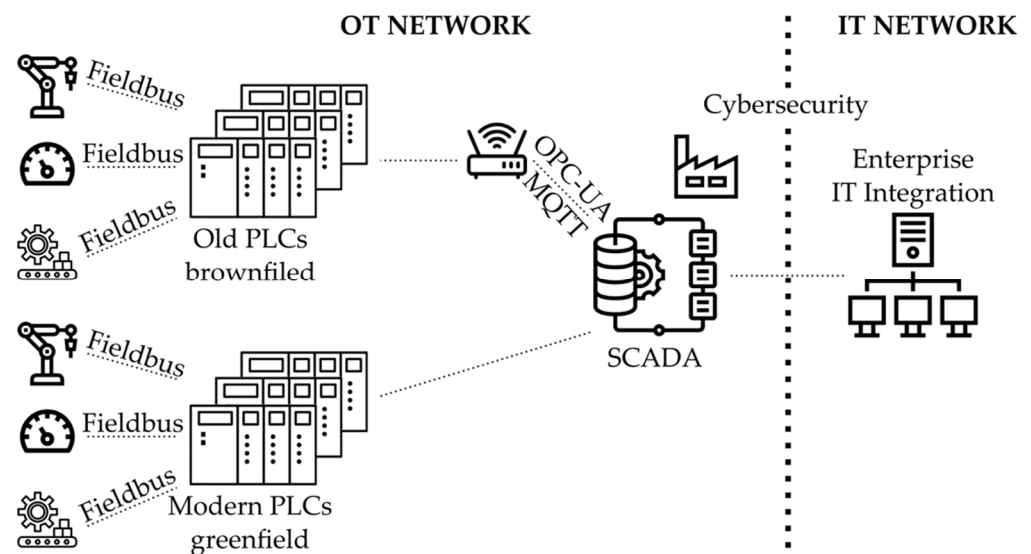 OT NETWORK
IT NETWORK
Fieldbus
Fieldbus
Fieldbus
Old PLCs
brownfiled
OPC-UA
MQTT
Cybersecurity
Enterprise
IT Integration
SCADA
Fieldbus
Fieldbus
Fieldbus
Modern PLCs
greenfield